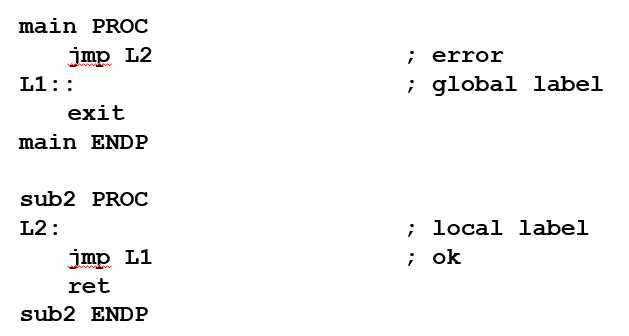 main PROC
jmp L2 ; error
L1:: ; global label
exit
main ENDP
sub2 PROC
L2: ; local label
jmp L1 ; ok
ret
sub2 ENDP